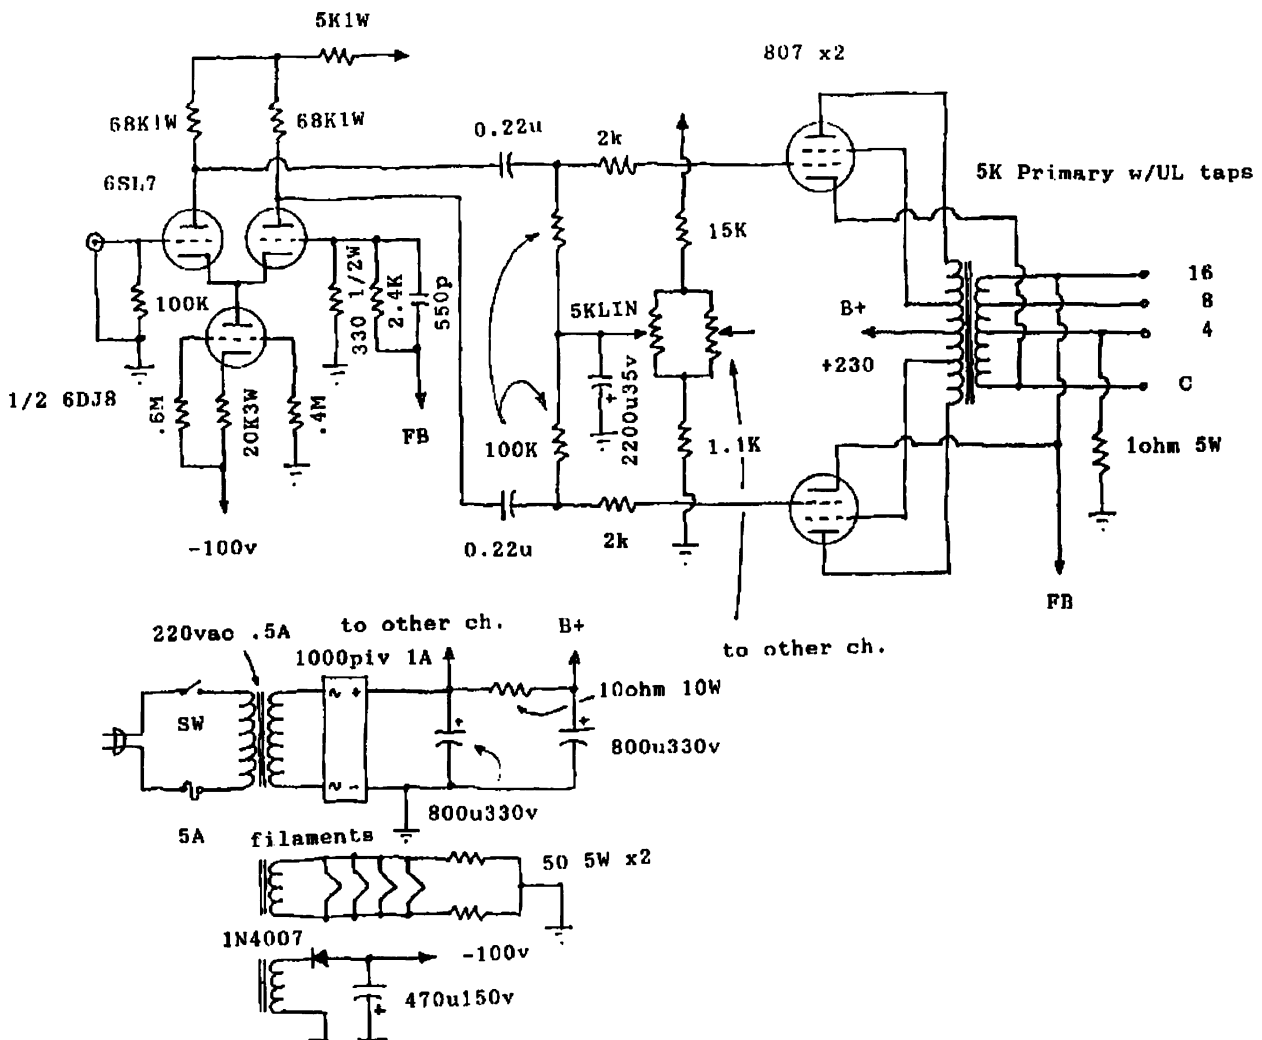 5K1W
807 x2
68K1W
68K1W
0.22u
2k
6SL7
5K Primary w/UL taps
15K
100K
330 1/2W
2.4K
550p
5KLIN
B+
+230
16
8
4
C
1/2 6DJ8
.6M
20K3W
.4M
FB
100K
2200u35v
+
1.1K
1ohm 5W
-100v
0.22u
2k
FB
to other ch.
220vac .5A
to other ch.
B+
1000piv 1A
~ +
10ohm 10W
SW
+
+
800u330v
~ -
800u330v
5A
filaments
50 5W x2
1N4007
-100v
470u150v
+